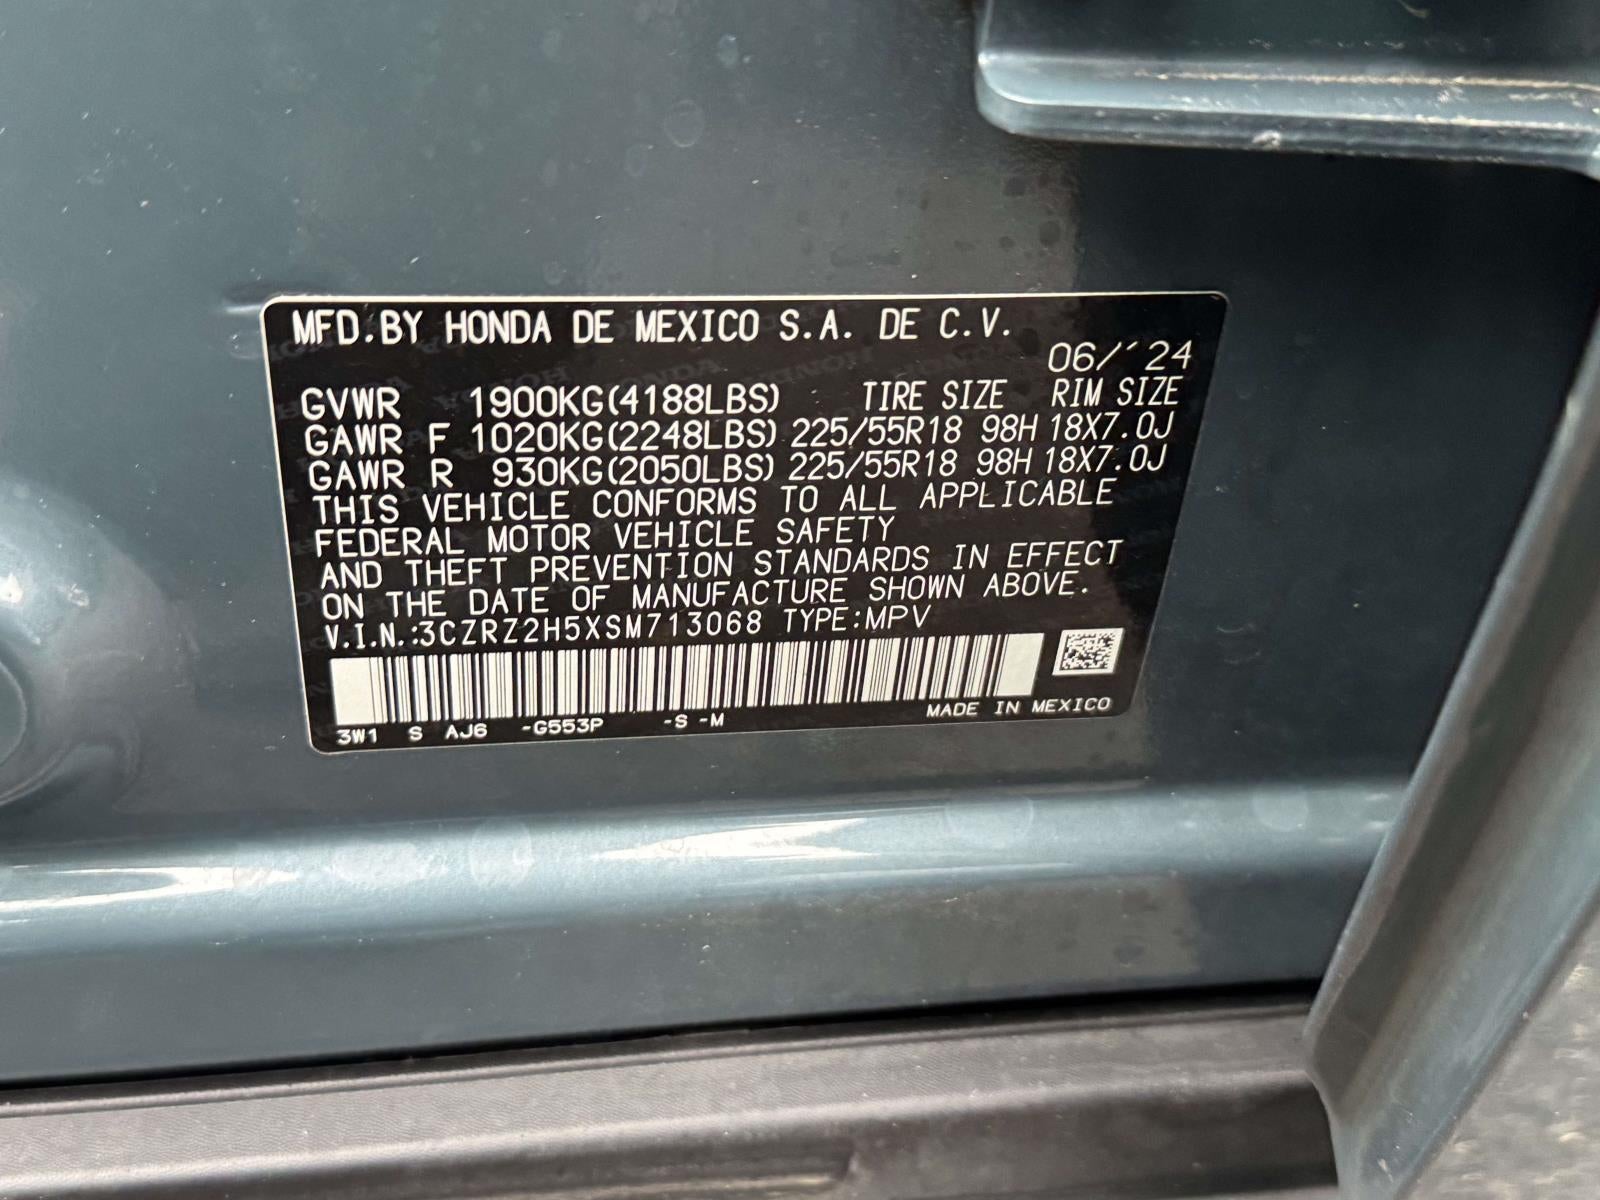 MFD.BY HONDA DE MEXICO S.A. DE C.V.
06/´24
GVWR 1900KG(4188LBS) TIRE SIZE RIM SIZE
GAWR F 1020KG(2248LBS) 225/55R18 98H 18X7.0J
GAWR R 930KG(2050LBS) 225/55R18 98H 18X7.0J
THIS VEHICLE CONFORMS TO ALL APPLICABLE
FEDERAL MOTOR VEHICLE SAFETY
AND THEFT PREVENTION STANDARDS IN EFFECT
ON THE DATE OF MANUFACTURE SHOWN ABOVE.
V.I.N.:3CZRZ2H5XSM713068 TYPE:MPV
3W1 S AJ6 -G553P -S -M MADE IN MEXICO